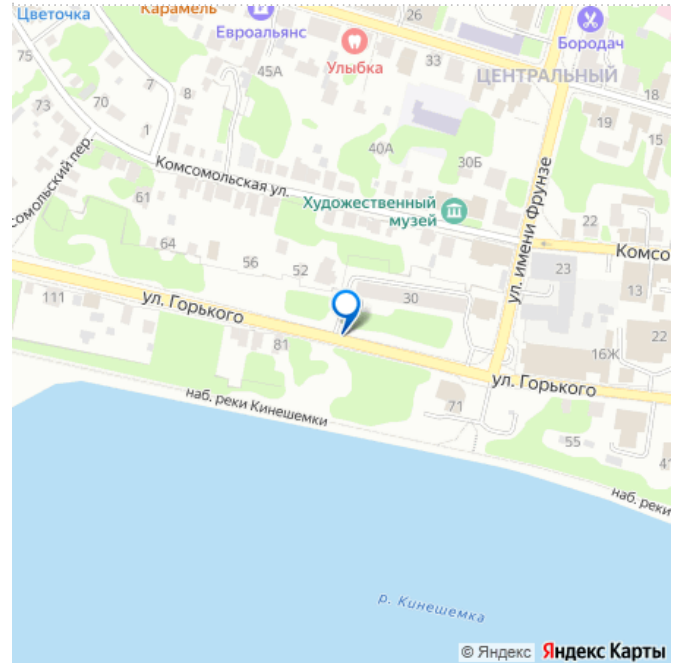 Цветочка
Карамель
Евроальянс
Улыбка
Бородач
ЦЕНТРАЛЬНЫЙ
75
45А
33
7
8
70
73
1
18
19
15
40А
30Б
Комсомольская ул.
сомольский пер.
61
Художественный
музей
ул. имени Фрунзе
22
Комсо
64
56
52
23
13
111
ул. Горького
30
22
81
16Ж
ул. Горького
наб. реки Кинешемки
71
55
41
наб. реки
р. Кинешемка
© Яндекс Яндекс Карты